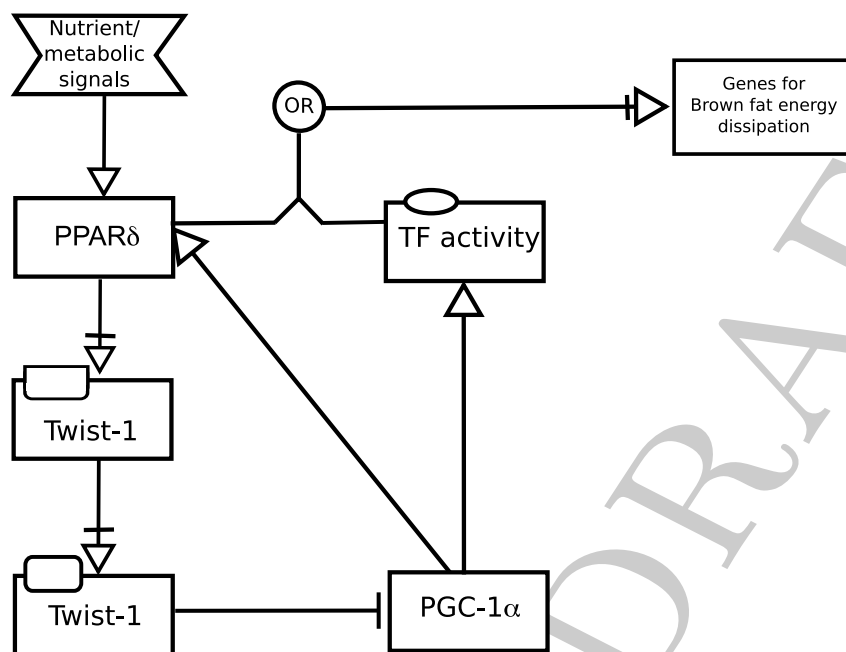 Nutrient/
metabolic
signals
OR
Genes for
Brown fat energy
dissipation
PPARδ
TF activity
Twist-1
Twist-1
PGC-1α
DRA